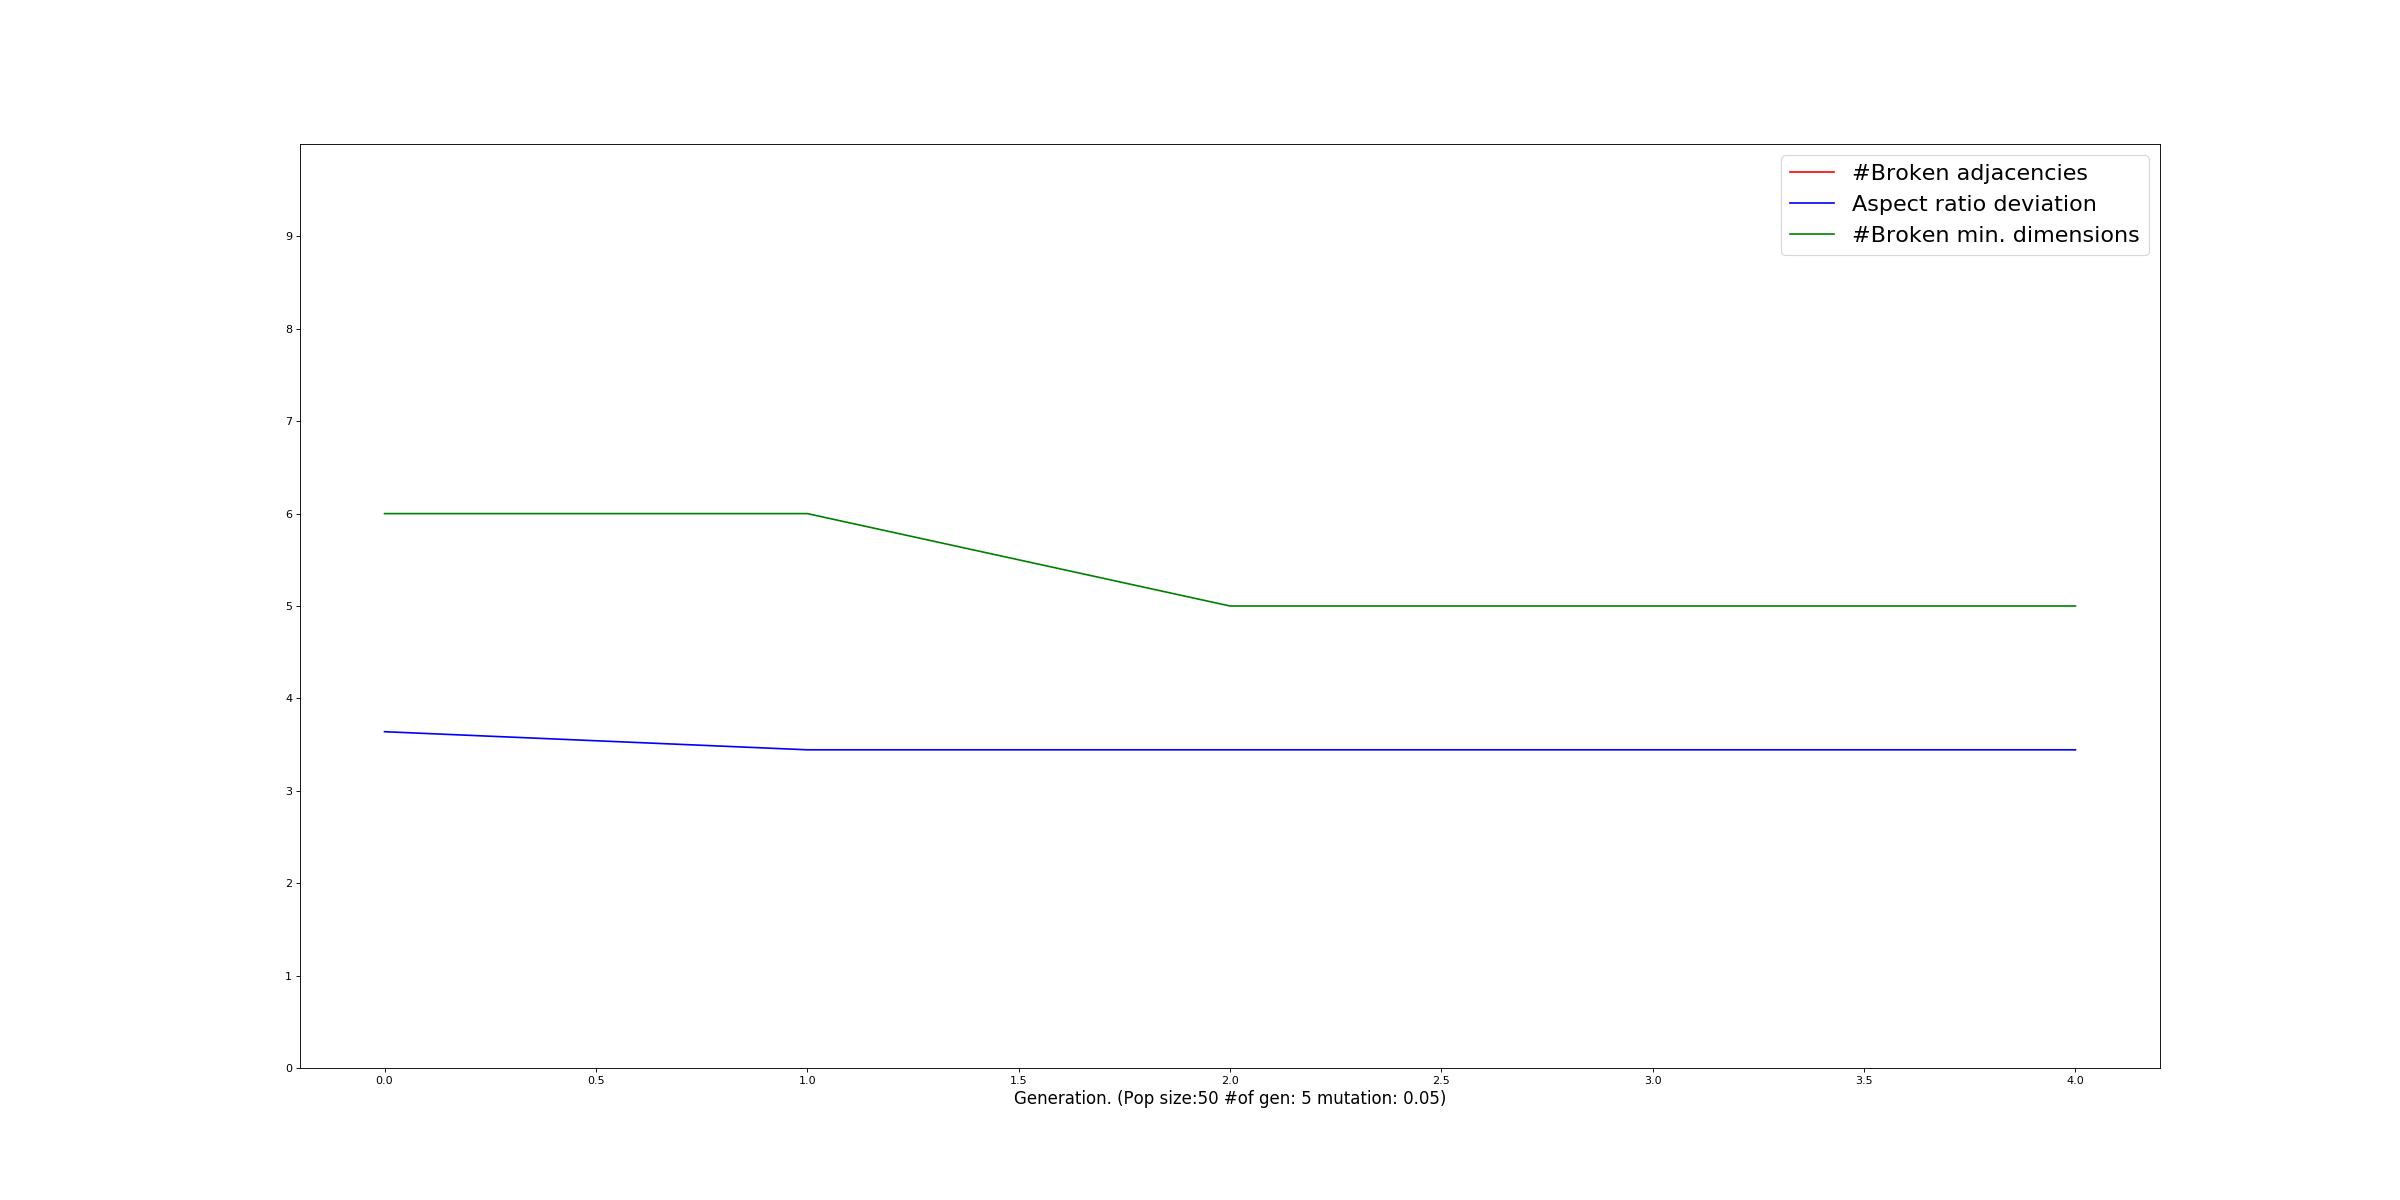 #Broken adjacencies
Aspect ratio deviation
#Broken min. dimensions
9
8
7
6
5
4
3
2
1
0
0.0 0.5 1.0 1.5 2.0 2.5 3.0 3.5 4.0
Generation. (Pop size:50 #of gen: 5 mutation: 0.05)